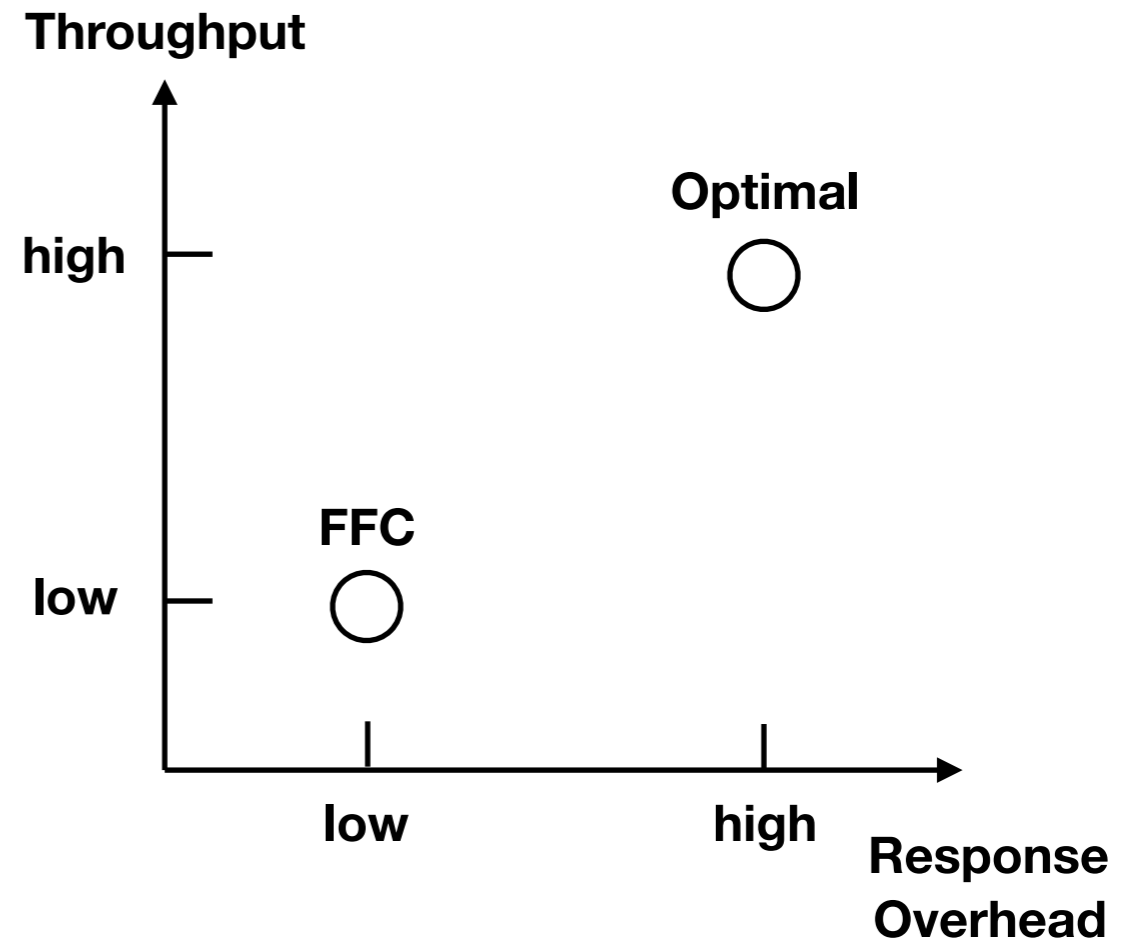 Throughput
Optimal
high
FFC
low
low
high
Response
Overhead